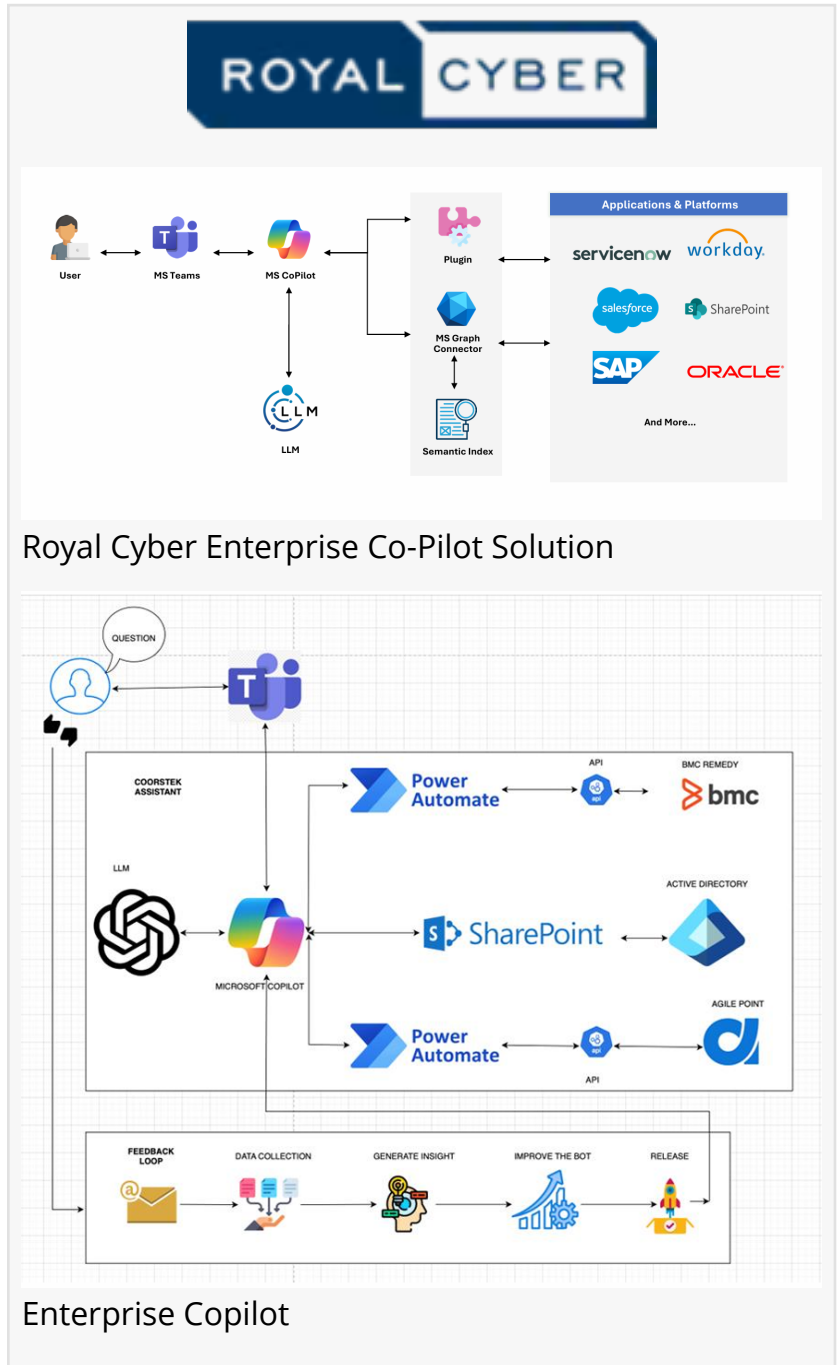 ROYAL CYBER
Applications & Platforms
servicenow
workday.
User
MS Teams
MS CoPilot
Plugin
salesforce
S SharePoint
MS Graph
Connector
SAP
ORACLE
LLM
And More...
LLM
Semantic Index
Royal Cyber Enterprise Co-Pilot Solution
QUESTION
T
COORSTEK
ASSISTANT
Power
Automate
API
api
BMC REMEDY
bmc
LLM
MICROSOFT COPILOT
S SharePoint
ACTIVE DIRECTORY
Power
Automate
api
API
AGILE POINT
FEEDBACK
LOOP
@
DATA COLLECTION
GENERATE INSIGHT
IMPROVE THE BOT
RELEASE
Enterprise Copilot